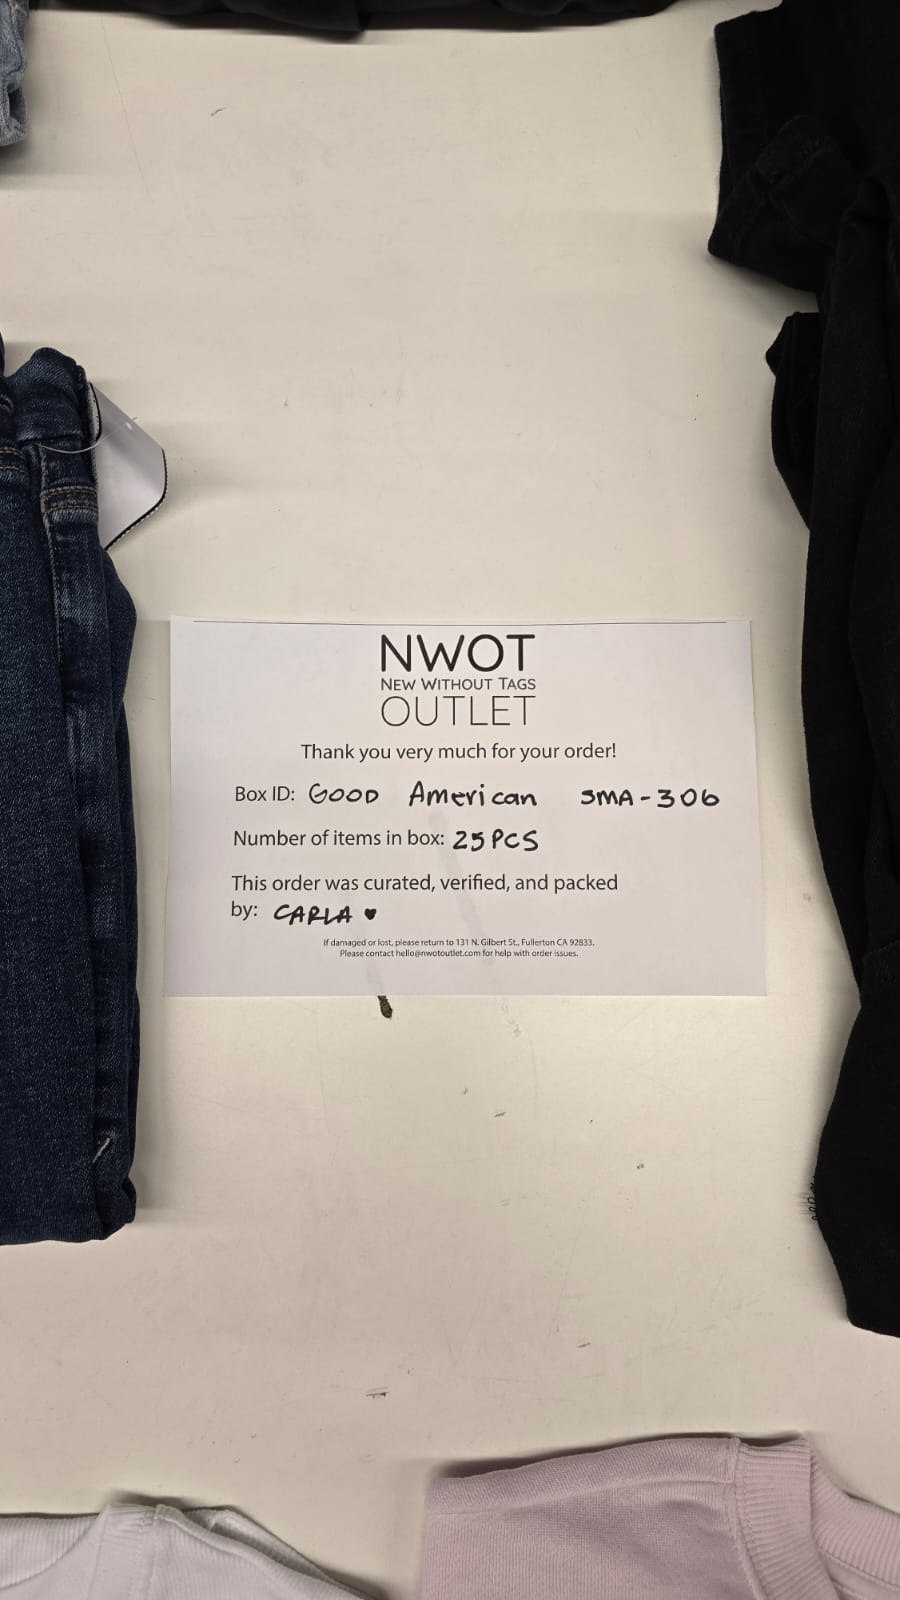 NWOT
NEW WITHOUT TAGS
OUTLET
Thank you very much for your order!
Box ID: GOOD American SMA-306
Number of items in box: 25 PCS
This order was curated, verified, and packed
by: CARLA ♥
If damaged or lost, please return to 131 N. Gilbert St., Fullerton CA 92833.
Please contact hello@nwotoutlet.com for help with order issues.